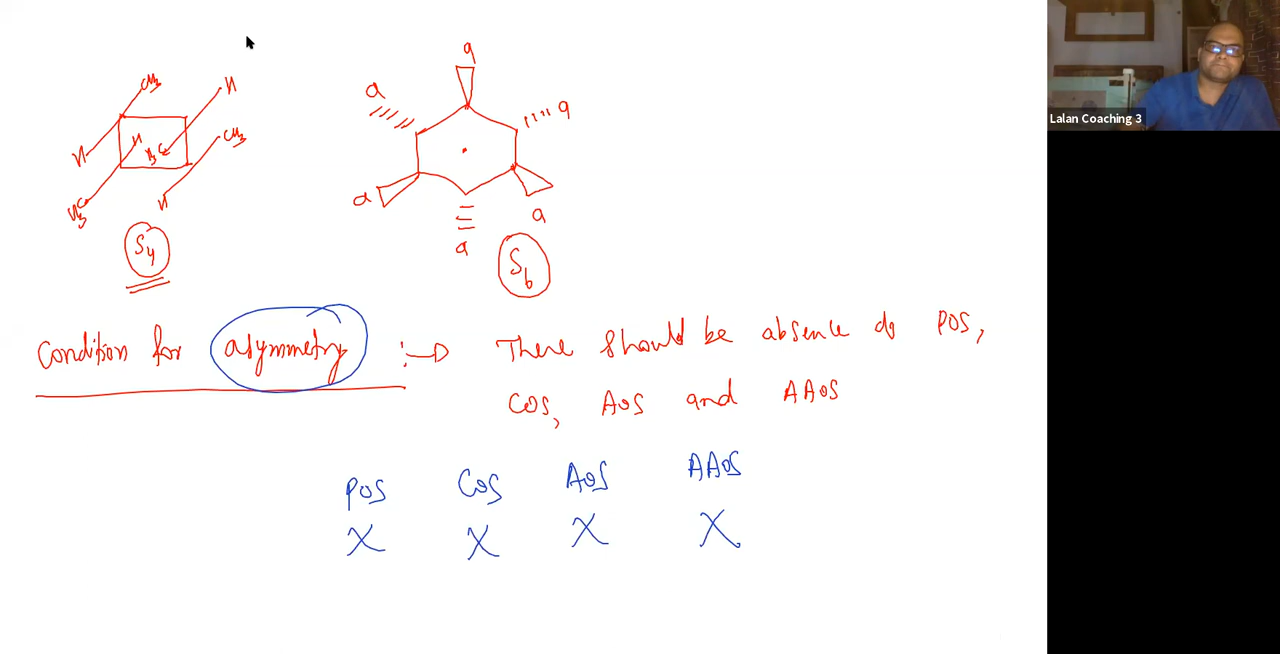 CH3 H
H H H3C CH3
H3C H
S4
a
a a
a a
a
S6
Condition for asymmetry :→ There should be absence of POS,
COS, AOS and AAOS
POS COS AOS AAOS
X X X X
Lalan Coaching 3